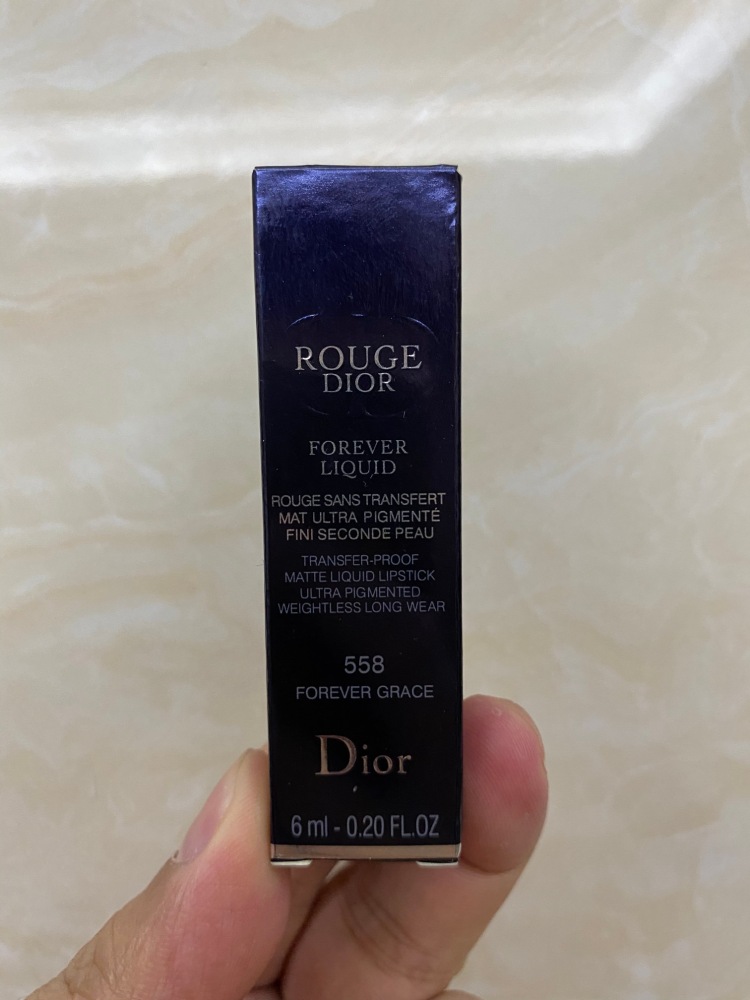 ROUGE
DIOR
FOREVER
LIQUID
ROUGE SANS TRANSFERT
MAT ULTRA PIGMENTÉ
FINI SECONDE PEAU
TRANSFER-PROOF
MATTE LIQUID LIPSTICK
ULTRA PIGMENTED
WEIGHTLESS LONG WEAR
558
FOREVER GRACE
Dior
6 ml - 0.20 FL.OZ